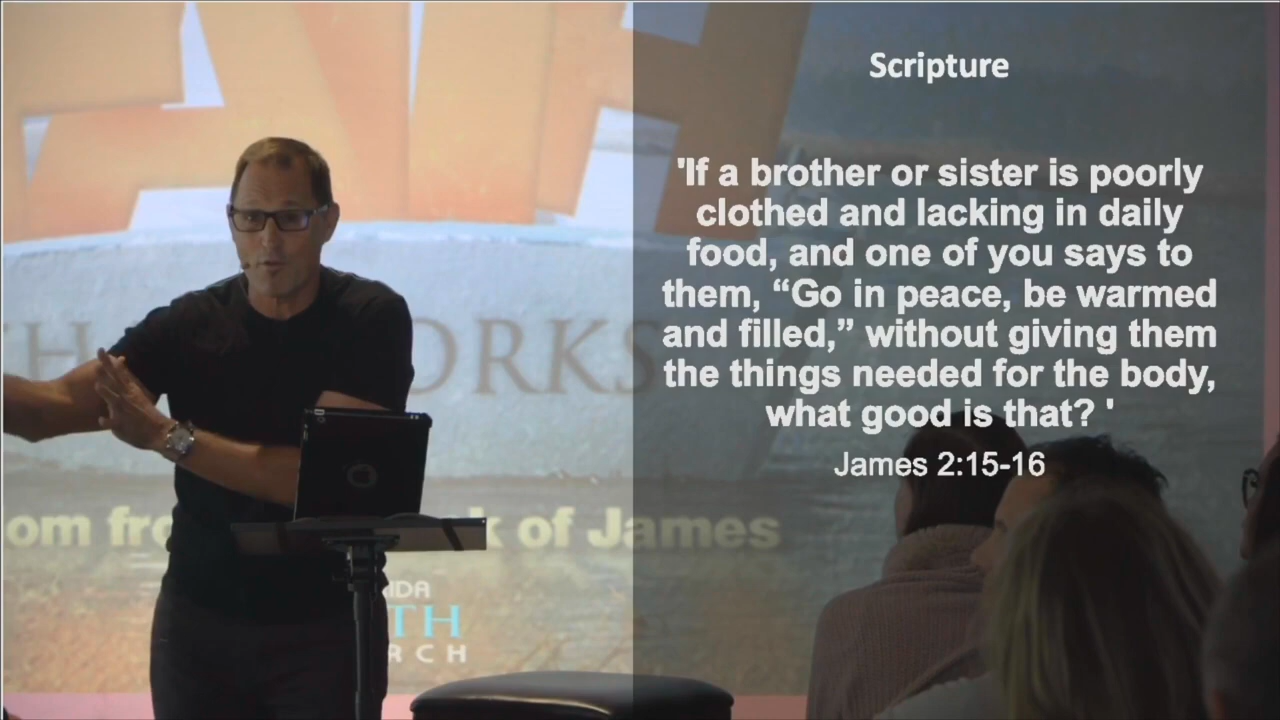 Scripture
'If a brother or sister is poorly
clothed and lacking in daily
food, and one of you says to
them, “Go in peace, be warmed
and filled,” without giving them
the things needed for the body,
what good is that? '
James 2:15-16
ORKS
of James